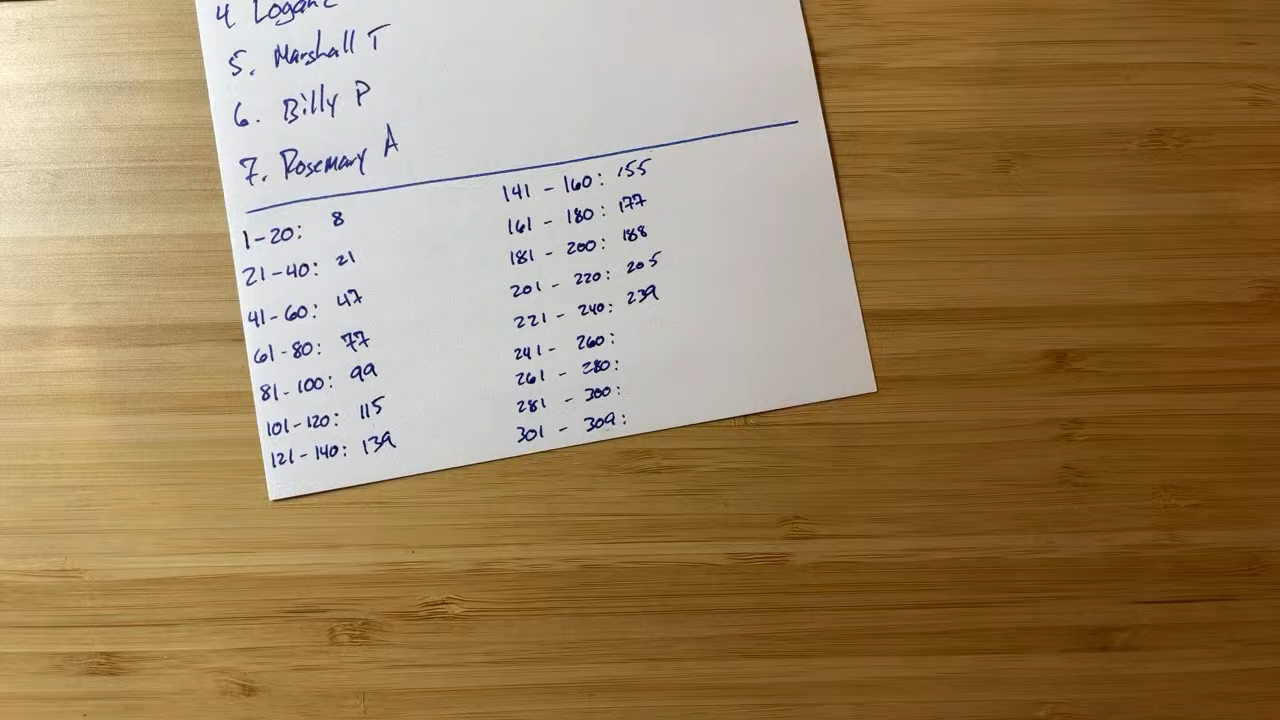 4. Logan L
5. Marshall T
6. Billy P
7. Rosemary A
1-20: 8
21-40: 21
41-60: 47
61-80: 77
81-100: 99
101-120: 115
121-140: 139
141 - 160: 155
161 - 180: 177
181 - 200: 188
201 - 220: 205
221 - 240: 239
241 - 260:
261 - 280:
281 - 300:
301 - 309: